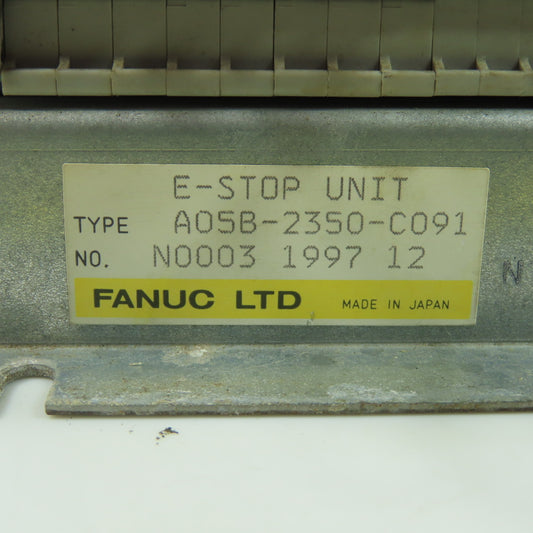 E-STOP UNIT
TYPE A05B-2350-C091
NO. N0003 1997 12
FANUC LTD MADE IN JAPAN
N